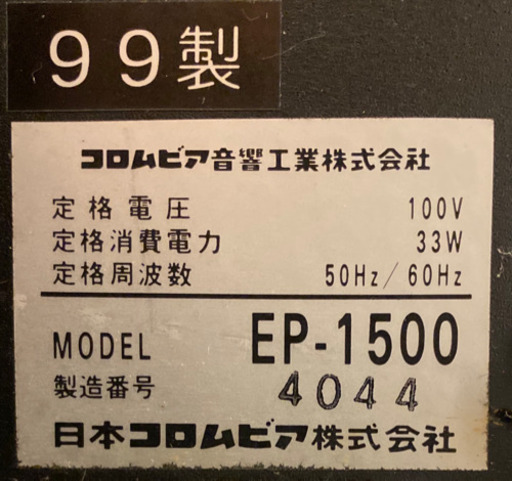 99製
コロムビア音響工業株式会社
定格電圧 100V
定格消費電力 33W
定格周波数 50Hz/60Hz
MODEL EP-1500
製造番号 4044
日本コロムビア株式会社